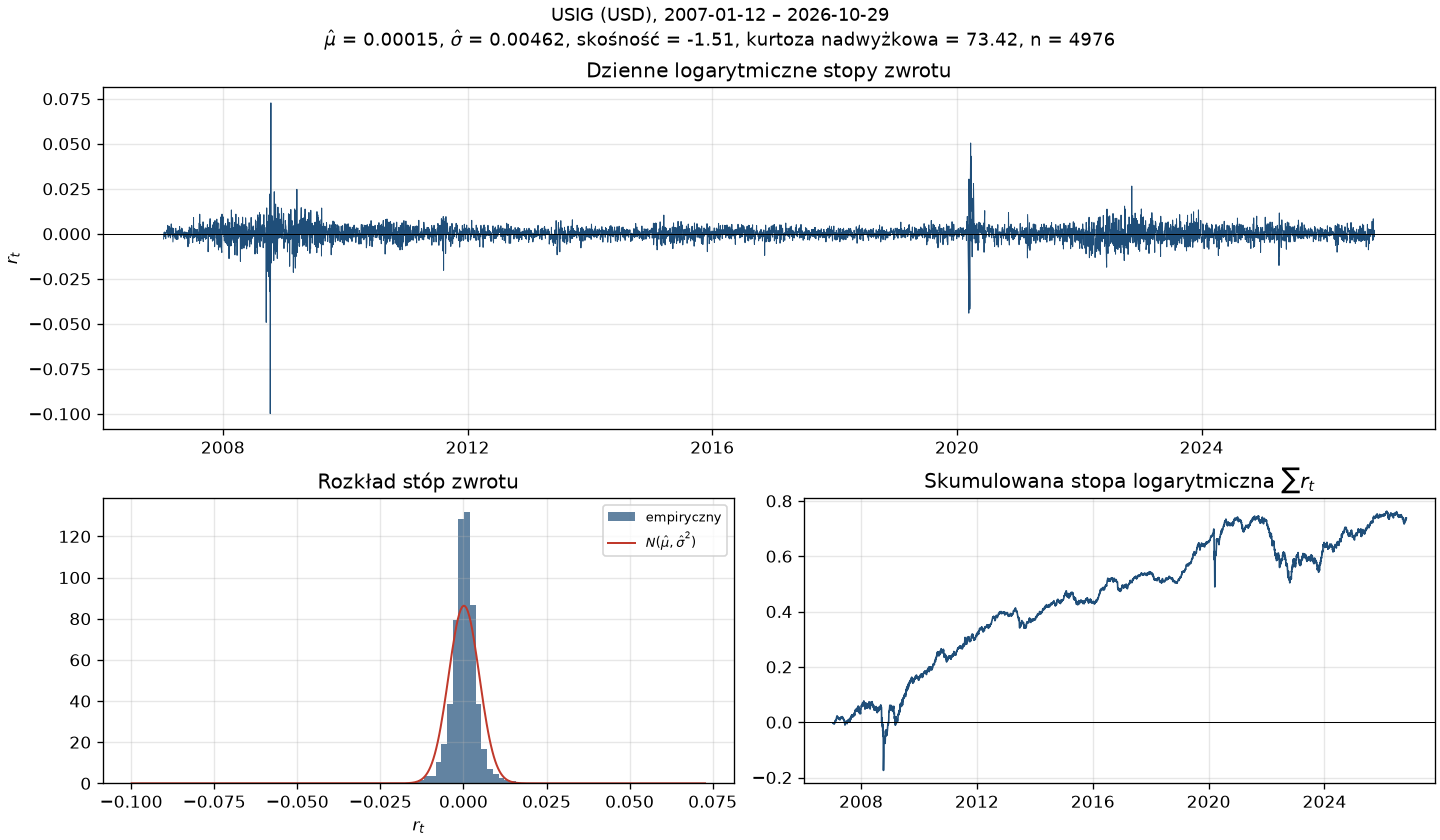 USIG (USD), 2007-01-12 – 2026-10-29
μ̂ = 0.00015, σ̂ = 0.00462, skośność = -1.51, kurtoza nadwyżkowa = 73.42, n = 4976
Dzienne logarytmiczne stopy zwrotu
0.075
0.050
0.025
0.000
−0.025
−0.050
−0.075
−0.100
r_t
2008 2012 2016 2020 2024
Rozkład stóp zwrotu
120
100
80
60
40
20
0
empiryczny
N(μ̂, σ̂²)
−0.100 −0.075 −0.050 −0.025 0.000 0.025 0.050 0.075
r_t
Skumulowana stopa logarytmiczna ∑r_t
0.8
0.6
0.4
0.2
0.0
−0.2
2008 2012 2016 2020 2024